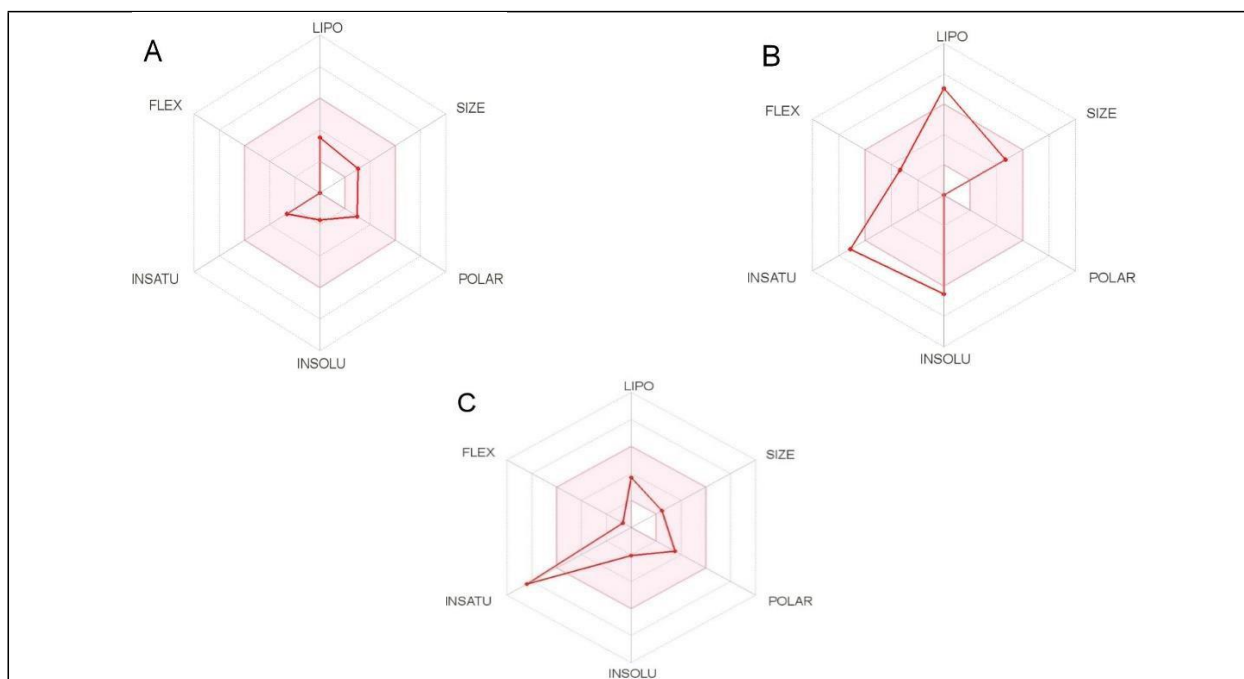 A
LIPO
FLEX
SIZE
INSATU
POLAR
INSOLU
B
LIPO
FLEX
SIZE
INSATU
POLAR
INSOLU
C
LIPO
FLEX
SIZE
INSATU
POLAR
INSOLU